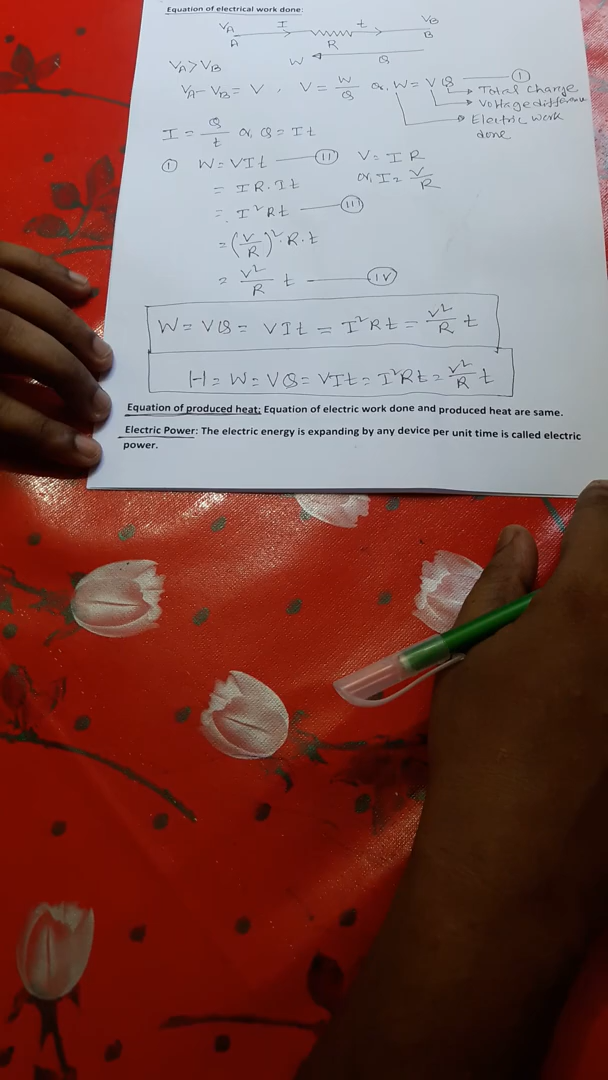 Equation of electrical work done:
VA I t VB
A R B
W Q
VA > VB
VA - VB = V , V = W/Q or, W = VQ — (I)
Total Charge
Voltage difference
Electric work
done
I = Q/t or, Q = It
(I) W = VIt — (II) V = IR
= IR. It or, I = V/R
= I²Rt — (III)
= (V/R)². R. t
= V²/R t — (IV)
W = VQ = VIt = I²Rt = V²/R t
H = W = VQ = VIt = I²Rt = V²/R t
Equation of produced heat: Equation of electric work done and produced heat are same.
Electric Power: The electric energy is expanding by any device per unit time is called electric
power.